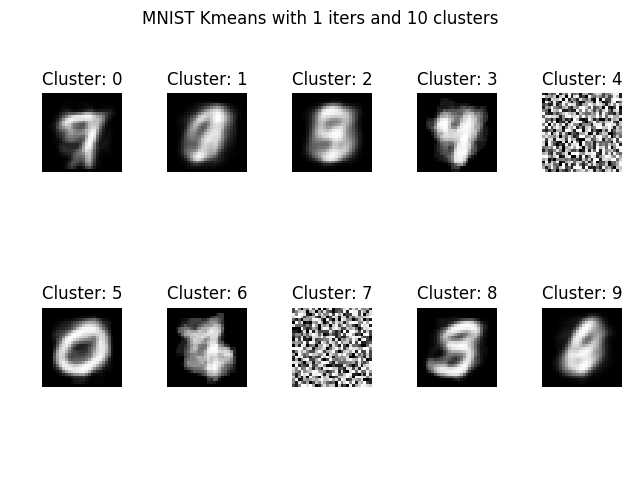 MNIST Kmeans with 1 iters and 10 clusters
Cluster: 0 Cluster: 1 Cluster: 2 Cluster: 3 Cluster: 4
Cluster: 5 Cluster: 6 Cluster: 7 Cluster: 8 Cluster: 9